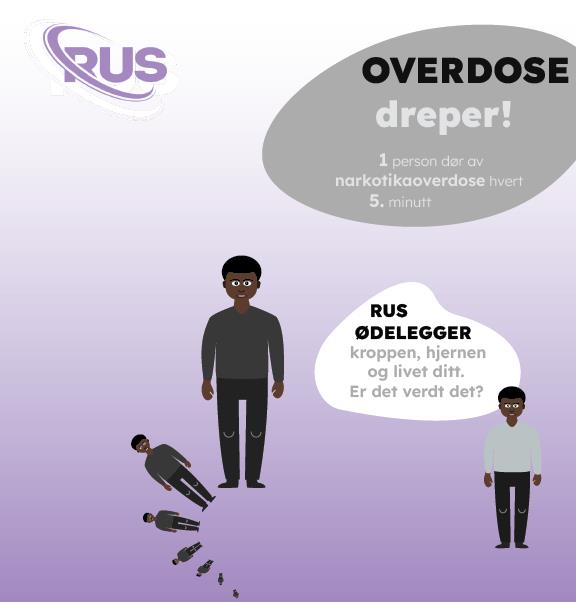 RUS
OVERDOSE
dreper!
1 person dør av
narkotikaoverdose hvert
5. minutt
RUS
ØDELEGGER
kroppen, hjernen
og livet ditt.
Er det verdt det?